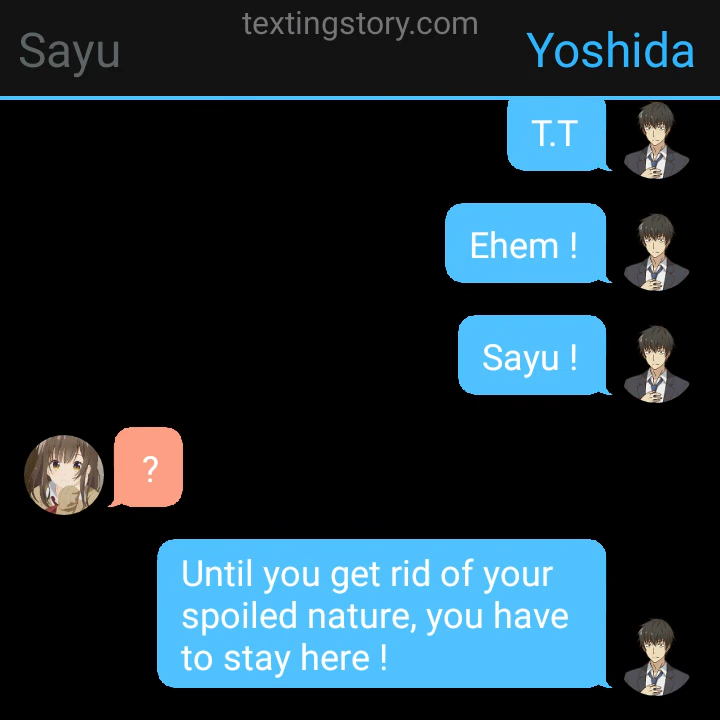 textingstory.com
Sayu
Yoshida
T.T
Ehem !
Sayu !
?
Until you get rid of your
spoiled nature, you have
to stay here !